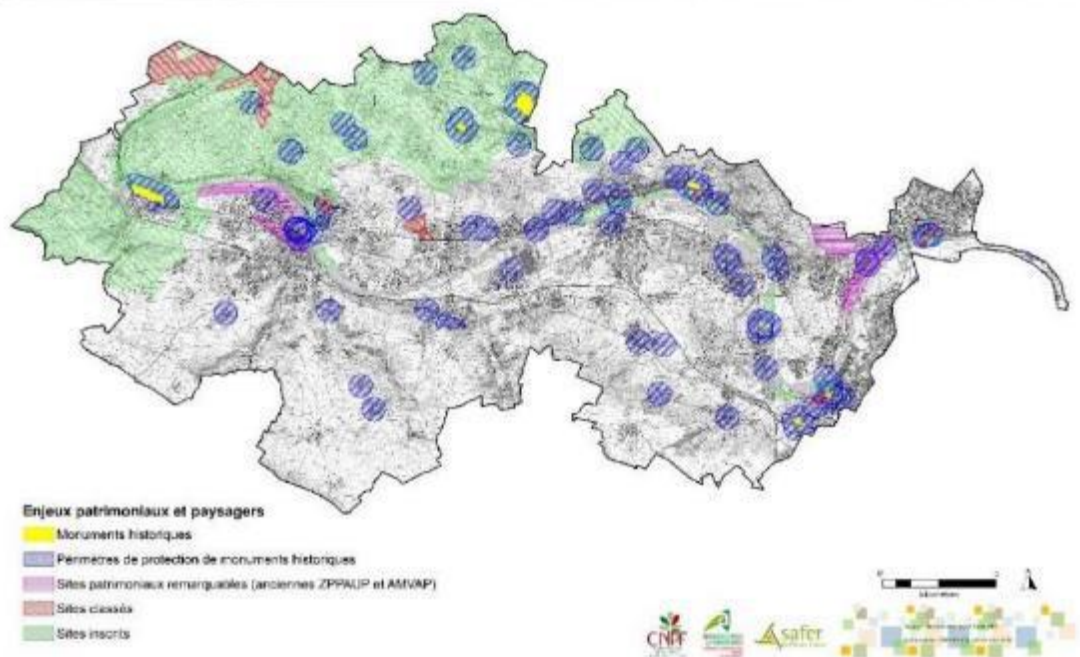 Enjeux patrimoniaux et paysagers
Monuments historiques
Périmètres de protection de monuments historiques
Sites patrimoniaux remarquables (anciennes ZPPAUP et AMVAP)
Sites classés
Sites inscrits
CNPF
safer